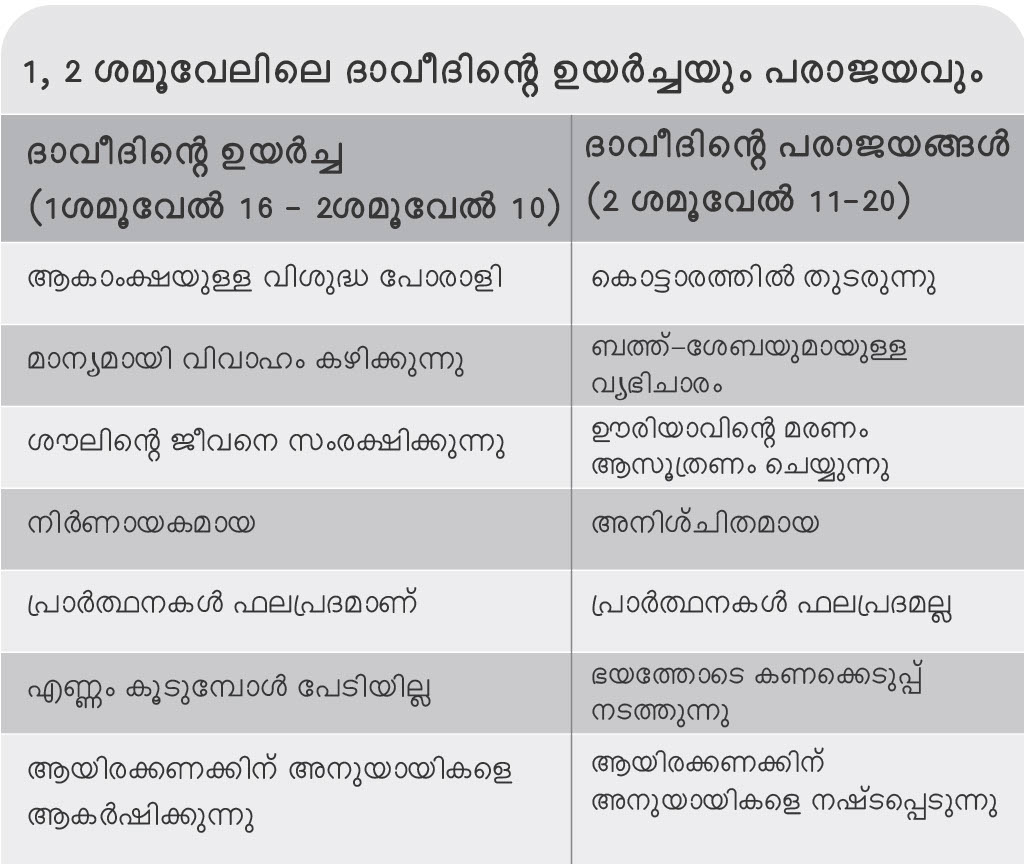 1, 2 ശമൂവേലിലെ ദാവീദിന്റെ ഉയർച്ചയും പരാജയവും
ദാവീദിന്റെ ഉയർച്ച
(1ശമൂവേൽ 16 - 2ശമൂവേൽ 10)
ദാവീദിന്റെ പരാജയങ്ങൾ
(2 ശമൂവേൽ 11-20)
ആകാംക്ഷയുള്ള വിശുദ്ധ പോരാളി
കൊട്ടാരത്തിൽ തുടരുന്നു
മാന്യമായി വിവാഹം കഴിക്കുന്നു
ബത്ത്-ശേബയുമായുള്ള
വ്യഭിചാരം
ശൗലിന്റെ ജീവനെ സംരക്ഷിക്കുന്നു
ഊരിയാവിന്റെ മരണം
ആസൂത്രണം ചെയ്യുന്നു
നിർണായകമായ
അനിശ്ചിതമായ
പ്രാർത്ഥനകൾ ഫലപ്രദമാണ്
പ്രാർത്ഥനകൾ ഫലപ്രദമല്ല
എണ്ണം കൂടുമ്പോൾ പേടിയില്ല
ഭയത്തോടെ കണക്കെടുപ്പ്
നടത്തുന്നു
ആയിരക്കണക്കിന് അനുയായികളെ
ആകർഷിക്കുന്നു
ആയിരക്കണക്കിന്
അനുയായികളെ നഷ്ടപ്പെടുന്നു